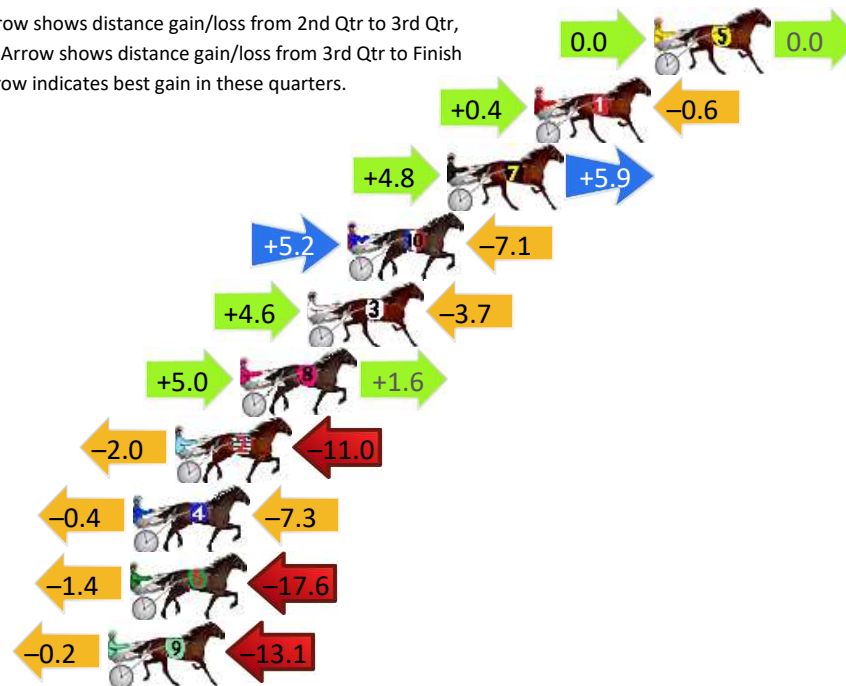 row shows distance gain/loss from 2nd Qtr to 3rd Qtr,
Arrow shows distance gain/loss from 3rd Qtr to Finish
row indicates best gain in these quarters.
0.0 5 0.0
+0.4 1 –0.6
+4.8 7 +5.9
+5.2 10 –7.1
+4.6 3 –3.7
+5.0 8 +1.6
–2.0 2 –11.0
–0.4 4 –7.3
–1.4 6 –17.6
–0.2 9 –13.1